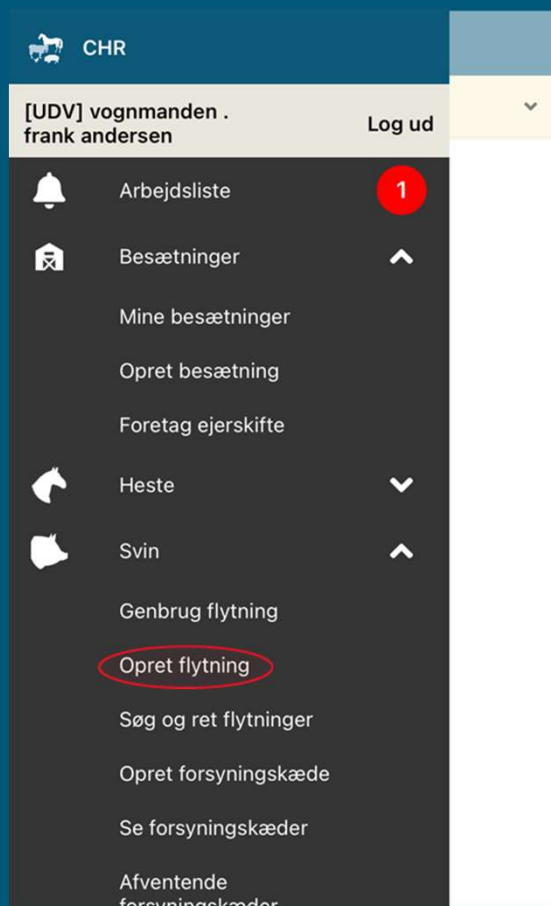 CHR
[UDV] vognmanden .
frank andersen
Log ud
Arbejdsliste
1
Besætninger
Mine besætninger
Opret besætning
Foretag ejerskifte
Heste
Svin
Genbrug flytning
Opret flytning
Søg og ret flytninger
Opret forsyningskæde
Se forsyningskæder
Afventende
forsyningskæder